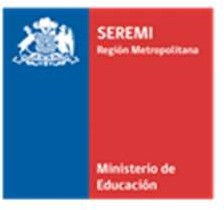 SEREMI
Región Metropolitana
Ministerio de
Educación